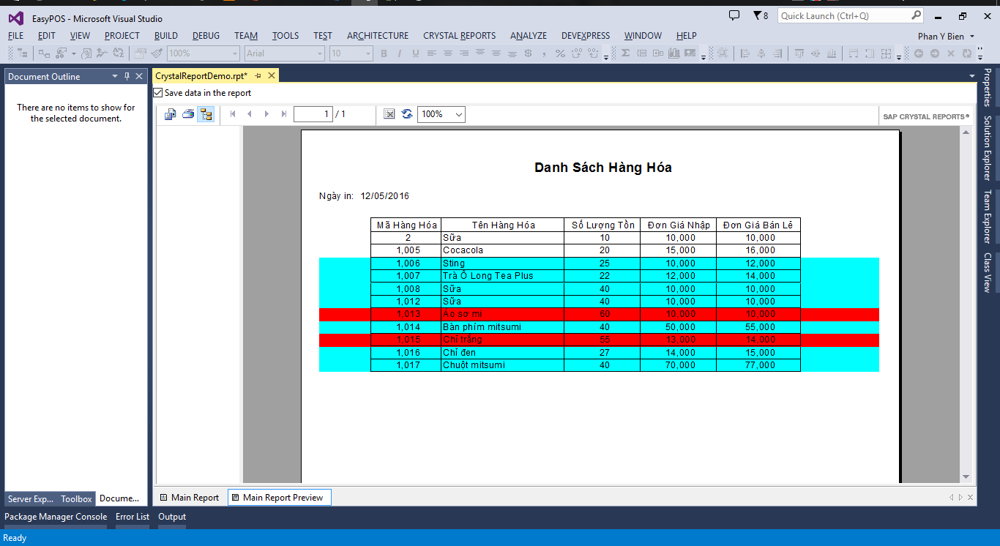 EasyPOS - Microsoft Visual Studio
8
Quick Launch (Ctrl+Q)
FILE EDIT VIEW PROJECT BUILD DEBUG TEAM TOOLS TEST ARCHITECTURE CRYSTAL REPORTS ANALYZE DEVEXPRESS WINDOW HELP
Phan Y Bien
100% Arial 10 B I U $ , % Σ
Document Outline
CrystalReportDemo.rpt*
There are no items to show for
the selected document.
Save data in the report
1 / 1
100%
SAP CRYSTAL REPORTS®
Danh Sách Hàng Hóa
Ngày in: 12/05/2016
Mã Hàng Hóa Tên Hàng Hóa Số Lượng Tồn Đơn Giá Nhập Đơn Giá Bán Lẻ
2 Sữa 10 10,000 10,000
1,005 Cocacola 20 15,000 16,000
1,006 Sting 25 10,000 12,000
1,007 Trà Ô Long Tea Plus 22 12,000 14,000
1,008 Sữa 40 10,000 10,000
1,012 Sữa 40 10,000 10,000
1,013 Áo sơ mi 60 10,000 10,000
1,014 Bàn phím mitsumi 40 50,000 55,000
1,015 Chỉ trắng 55 13,000 14,000
1,016 Chỉ đen 27 14,000 15,000
1,017 Chuột mitsumi 40 70,000 77,000
Properties
Solution Explorer
Team Explorer
Class View
Server Exp... Toolbox Docume...
Main Report Main Report Preview
Package Manager Console Error List Output
Ready